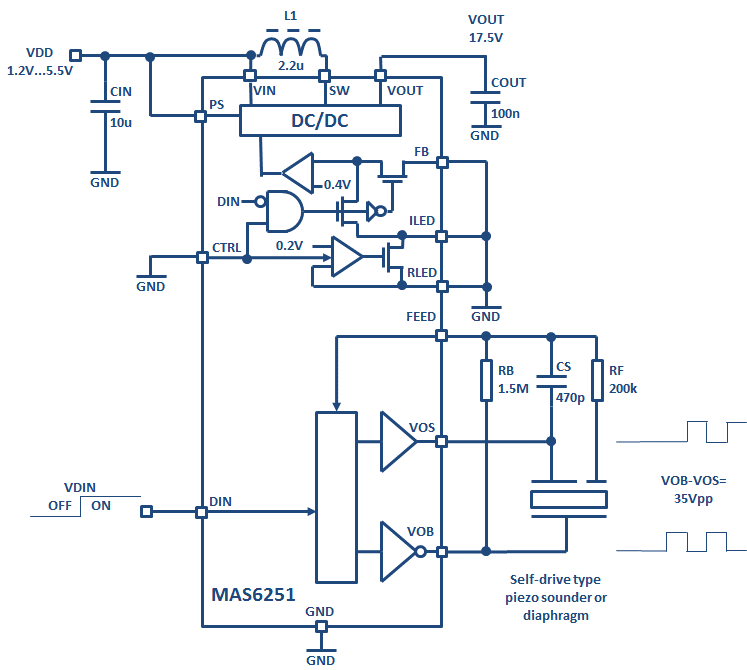 L1
VOUT
17.5V
VDD
1.2V...5.5V
2.2u
CIN
10u
VIN
SW
VOUT
COUT
100n
PS
DC/DC
GND
GND
FB
0.4V
DIN
ILED
CTRL
0.2V
RLED
GND
GND
FEED
RB
1.5M
CS
470p
RF
200k
VOS
VOB-VOS=
35Vpp
VDIN
OFF
ON
DIN
VOB
MAS6251
GND
GND
Self-drive type
piezo sounder or
diaphragm